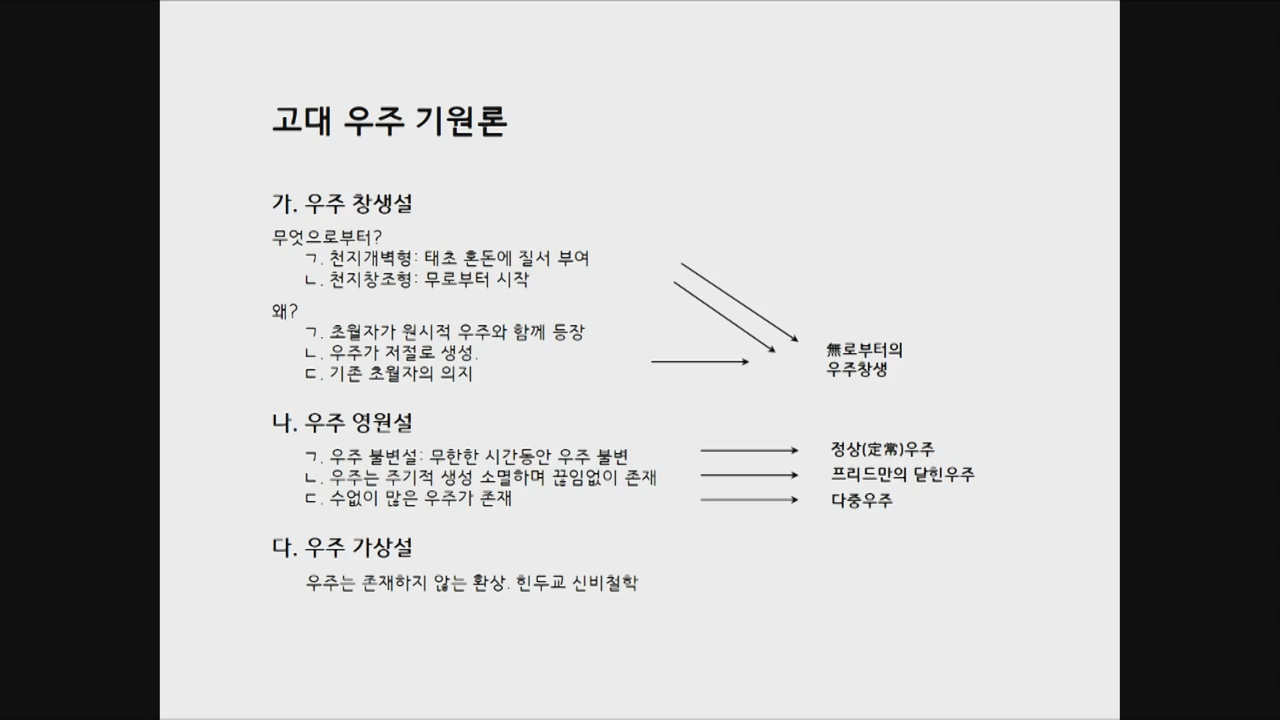 고대 우주 기원론
가. 우주 창생설
무엇으로부터?
ㄱ. 천지개벽형: 태초 혼돈에 질서 부여
ㄴ. 천지창조형: 무로부터 시작
왜?
ㄱ. 초월자가 원시적 우주와 함께 등장
ㄴ. 우주가 저절로 생성.
ㄷ. 기존 초월자의 의지
無로부터의
우주창생
나. 우주 영원설
ㄱ. 우주 불변설: 무한한 시간동안 우주 불변
ㄴ. 우주는 주기적 생성 소멸하며 끊임없이 존재
ㄷ. 수없이 많은 우주가 존재
정상(定常)우주
프리드만의 닫힌우주
다중우주
다. 우주 가상설
우주는 존재하지 않는 환상. 힌두교 신비철학